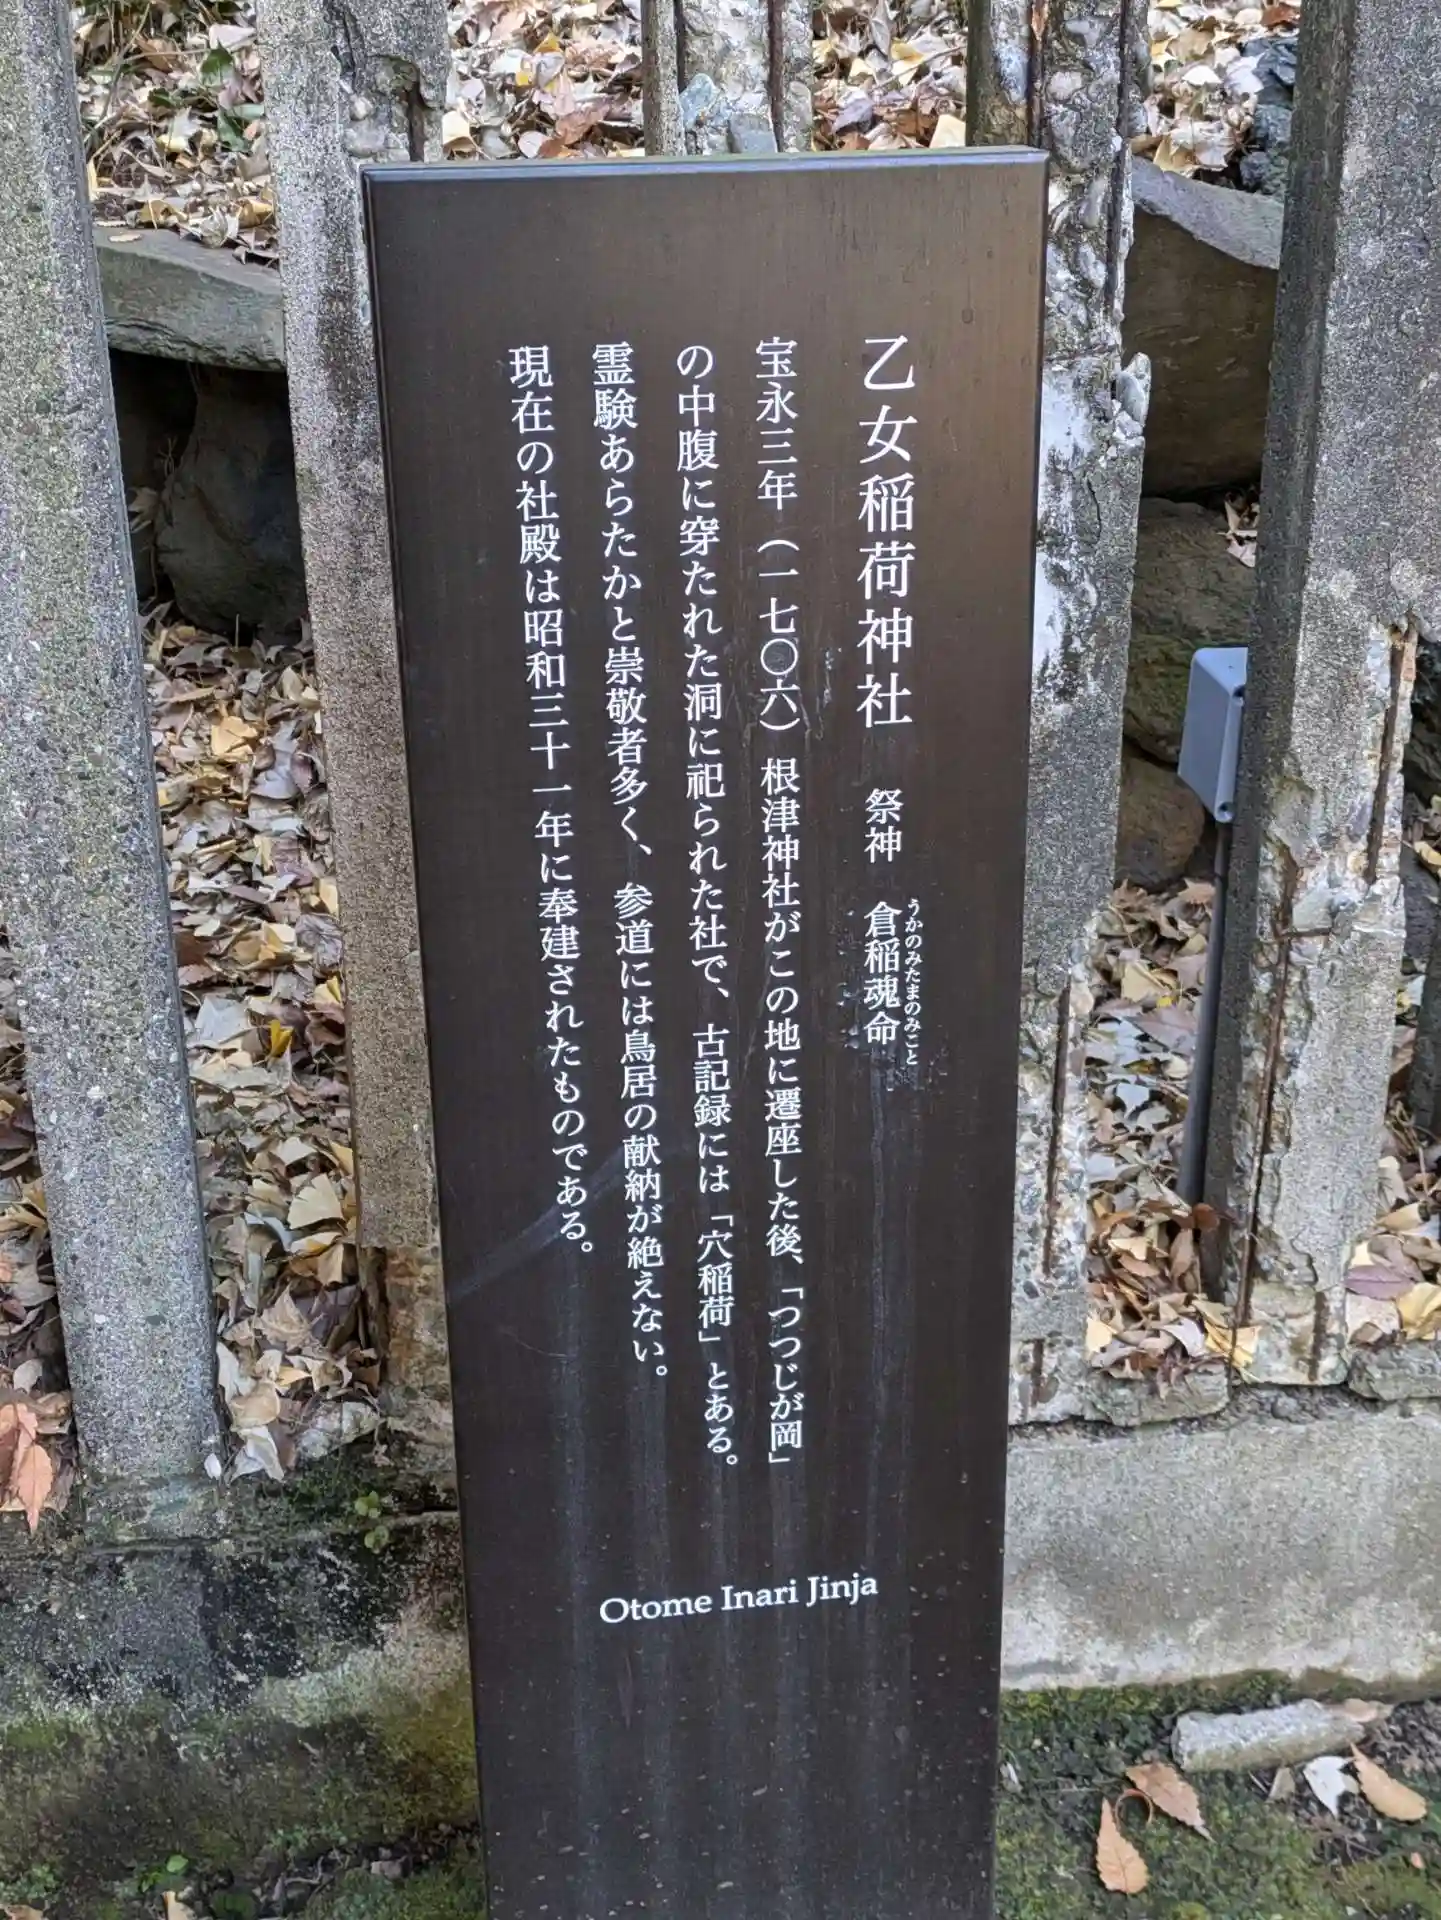 乙女稲荷神社　祭神　倉稲魂命
うかのみたまのみこと
宝永三年（一七〇六）根津神社がこの地に遷座した後、「つつじが岡」
の中腹に穿たれた洞に祀られた社で、古記録には「穴稲荷」とある。
霊験あらたかと崇敬者多く、参道には鳥居の献納が絶えない。
現在の社殿は昭和三十一年に奉建されたものである。
Otome Inari Jinja